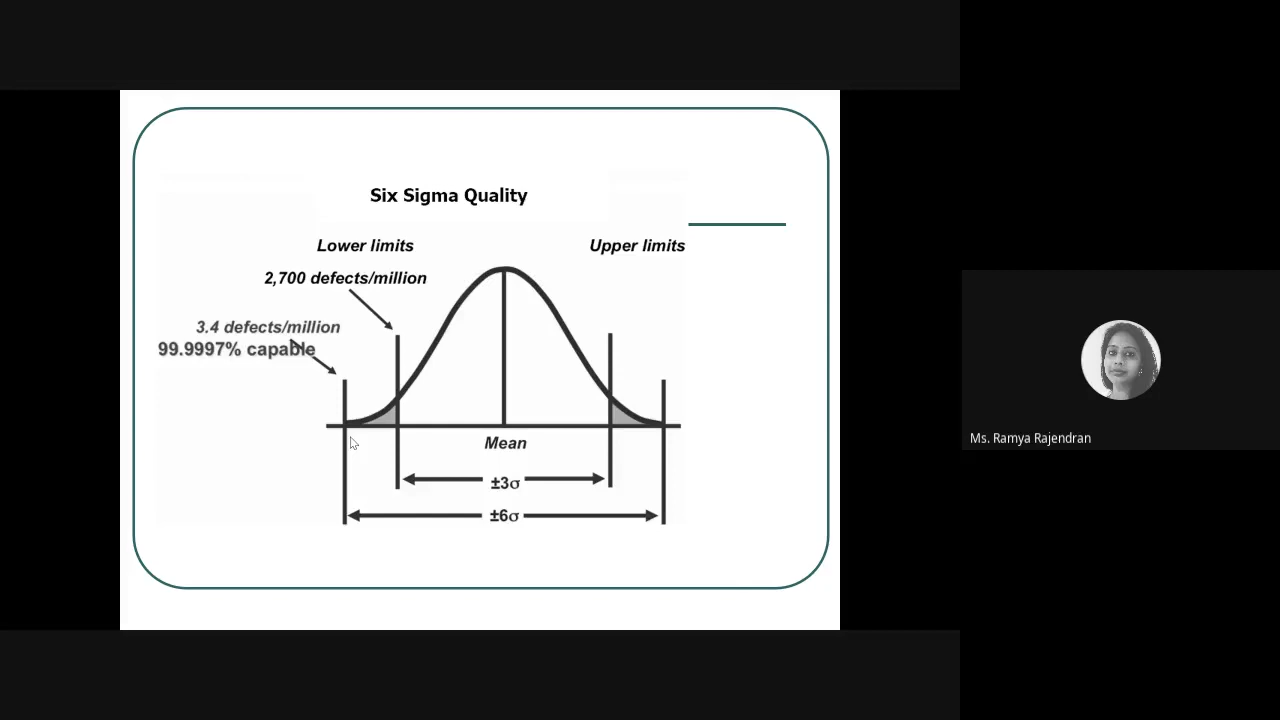 Six Sigma Quality
Lower limits
Upper limits
2,700 defects/million
3.4 defects/million
99.9997% capable
Mean
±3σ
±6σ
Ms. Ramya Rajendran